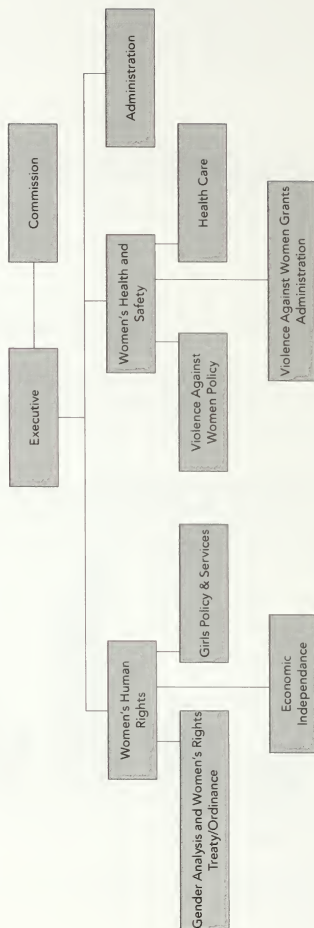 Commission
Executive
Administration
Women's Health and
Safety
Women's Human
Rights
Health Care
Violence Against
Women Policy
Violence Against Women Grants
Administration
Girls Policy & Services
Gender Analysis and Women's Rights
Treaty/Ordinance
Economic
Independance